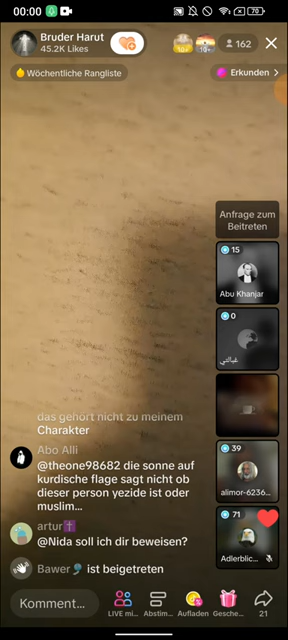 00:00
70
Bruder Harut
45.2K Likes
10+
10+
162
Wöchentliche Rangliste
Erkunden
Anfrage zum
Beitreten
15
Abu Khanjar
0
39
alimor-6236...
71
Adlerblic...
das gehört nicht zu meinem
Charakter
Abo Alli
@theone98682 die sonne auf
kurdische flage sagt nicht ob
dieser person yezide ist oder
muslim...
artur
@Nida soll ich dir beweisen?
Bawer ist beigetreten
Komment...
LIVE mi...
Abstim...
Aufladen
Gesche...
21